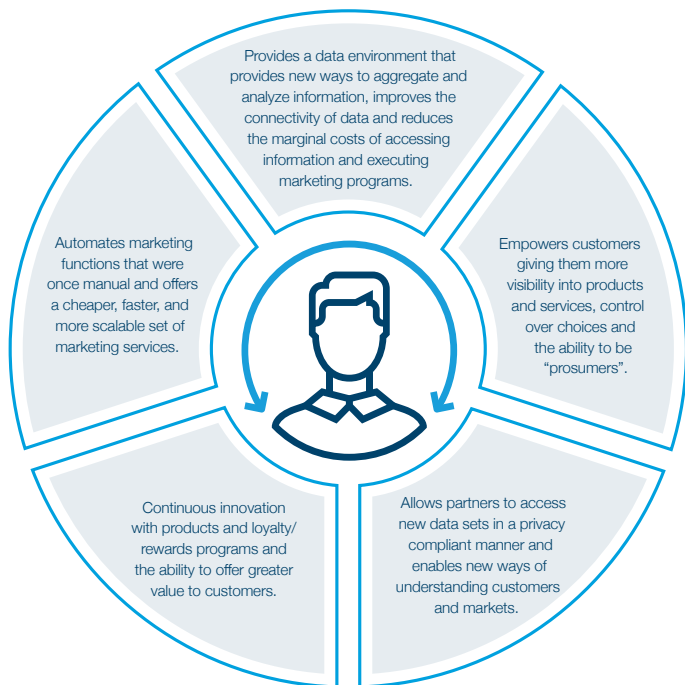 Provides a data environment that
provides new ways to aggregate and
analyze information, improves the
connectivity of data and reduces
the marginal costs of accessing
information and executing
marketing programs.
Empowers customers
giving them more
visibility into products
and services, control
over choices and
the ability to be
“prosumers”.
Allows partners to access
new data sets in a privacy
compliant manner and
enables new ways of
understanding customers
and markets.
Continuous innovation
with products and loyalty/
rewards programs and
the ability to offer greater
value to customers.
Automates marketing
functions that were
once manual and offers
a cheaper, faster, and
more scalable set of
marketing services.